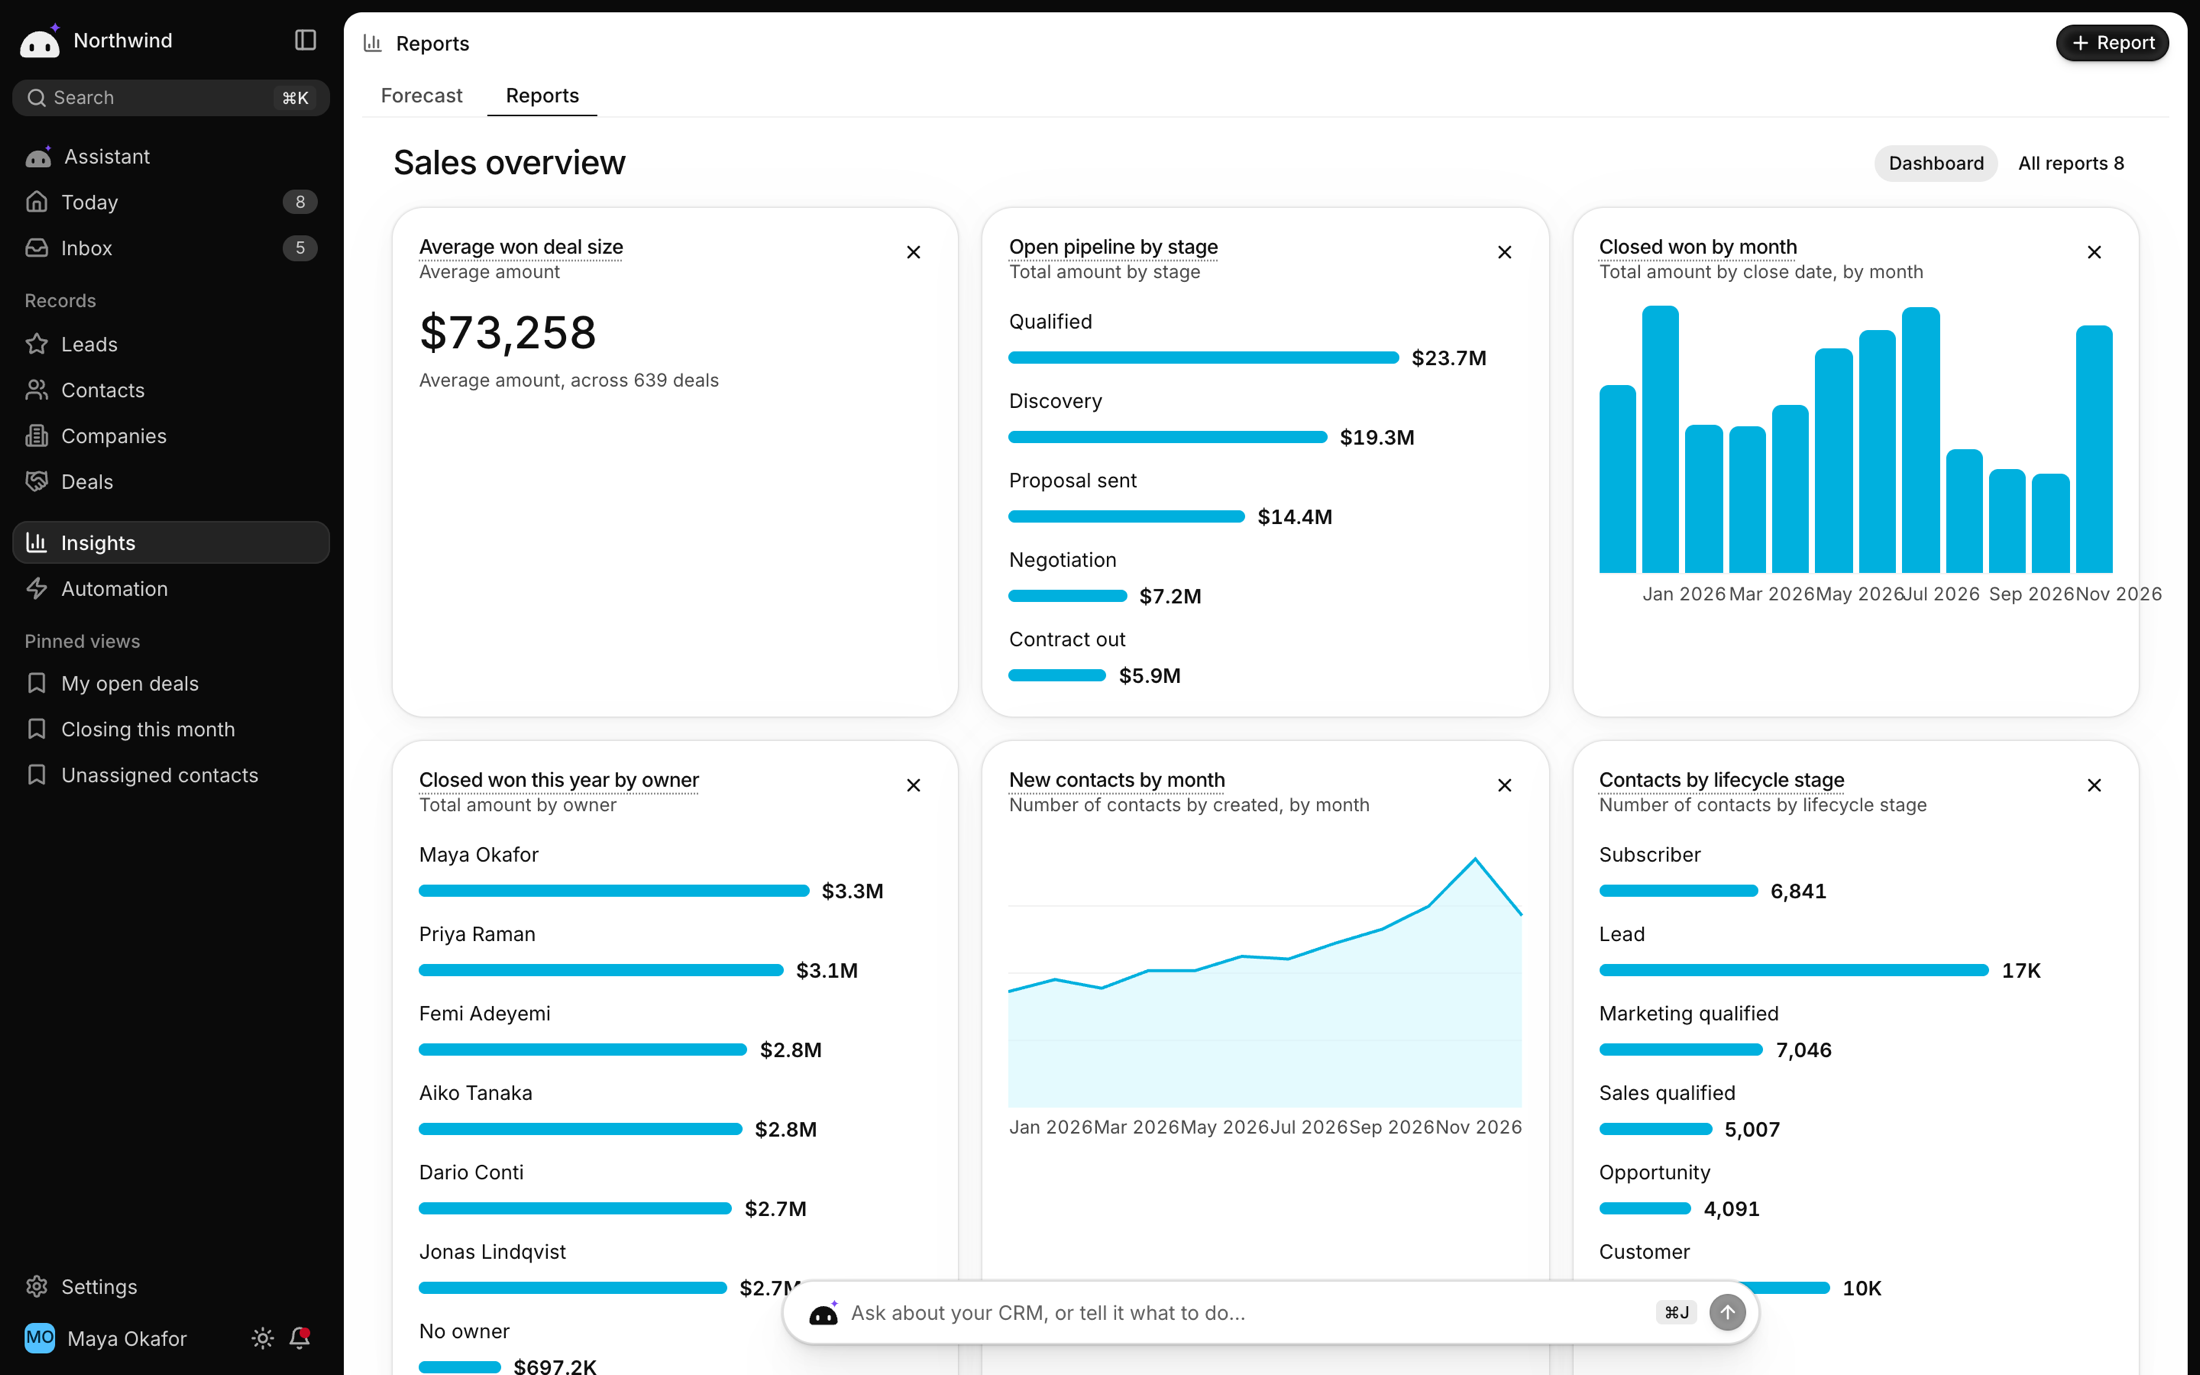 Northwind
Search ⌘K
Assistant
Today 8
Inbox 5
Records
Leads
Contacts
Companies
Deals
Insights
Automation
Pinned views
My open deals
Closing this month
Unassigned contacts
Settings
MO Maya Okafor
Reports
+ Report
Forecast Reports
Sales overview
Dashboard All reports 8
Average won deal size
Average amount
$73,258
Average amount, across 639 deals
Open pipeline by stage
Total amount by stage
Qualified
$23.7M
Discovery
$19.3M
Proposal sent
$14.4M
Negotiation
$7.2M
Contract out
$5.9M
Closed won by month
Total amount by close date, by month
Jan 2026 Mar 2026 May 2026 Jul 2026 Sep 2026 Nov 2026
Closed won this year by owner
Total amount by owner
Maya Okafor
$3.3M
Priya Raman
$3.1M
Femi Adeyemi
$2.8M
Aiko Tanaka
$2.8M
Dario Conti
$2.7M
Jonas Lindqvist
$2.7M
No owner
$697.2K
New contacts by month
Number of contacts by created, by month
Jan 2026 Mar 2026 May 2026 Jul 2026 Sep 2026 Nov 2026
Contacts by lifecycle stage
Number of contacts by lifecycle stage
Subscriber
6,841
Lead
17K
Marketing qualified
7,046
Sales qualified
5,007
Opportunity
4,091
Customer
10K
Ask about your CRM, or tell it what to do... ⌘J